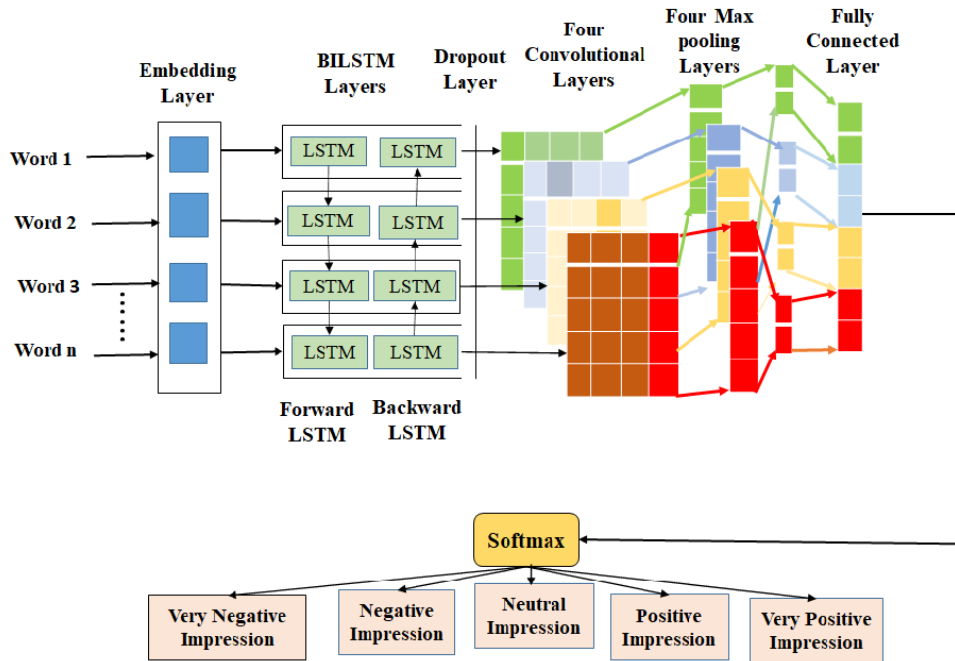 Embedding
Layer
BILSTM
Layers
Dropout
Layer
Four
Convolutional
Layers
Four Max
pooling
Layers
Fully
Connected
Layer
Word 1
LSTM
LSTM
Word 2
LSTM
LSTM
Word 3
LSTM
LSTM
Word n
LSTM
LSTM
Forward
LSTM
Backward
LSTM
Softmax
Very Negative
Impression
Negative
Impression
Neutral
Impression
Positive
Impression
Very Positive
Impression